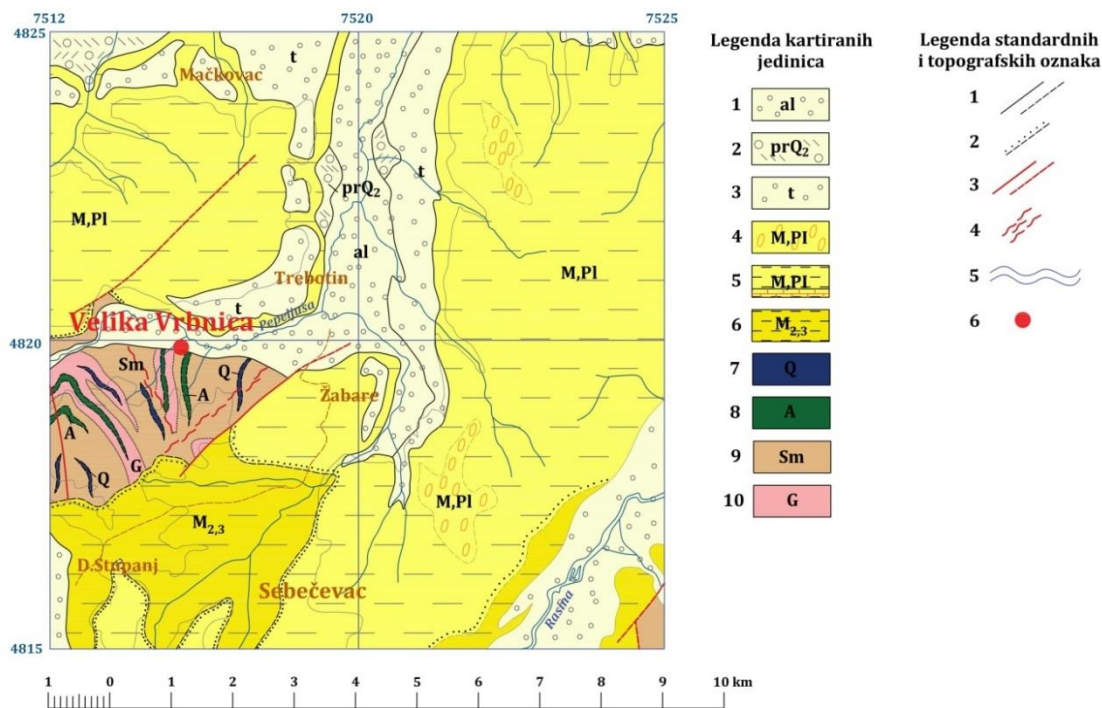 7512 7520 7525
4825
Mačkovac
t
t
prQ₂
M,Pl
al
M,Pl
Trebotin
t
Pepeljuša
Velika Vrbnica
4820
Sm
Q
A
Žabare
A
G
Q
M,Pl
M₂,₃
D.Stupanj
Sebečevac
Rasina
4815
1 0 1 2 3 4 5 6 7 8 9 10 km
Legenda kartiranih
jedinica
1 al
2 prQ₂
3 t
4 M,Pl
5 M,Pl
6 M₂,₃
7 Q
8 A
9 Sm
10 G
Legenda standardnih
i topografskih oznaka
1
2
3
4
5
6